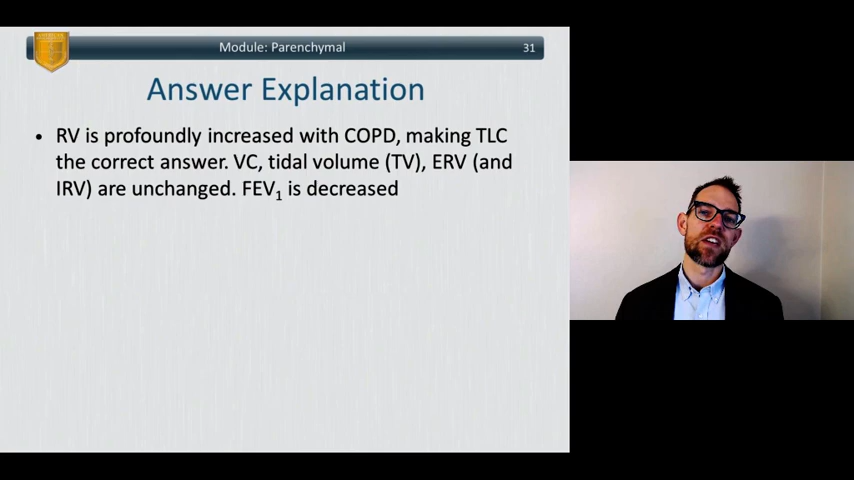 Module: Parenchymal
31
Answer Explanation
• RV is profoundly increased with COPD, making TLC
the correct answer. VC, tidal volume (TV), ERV (and
IRV) are unchanged. FEV₁ is decreased